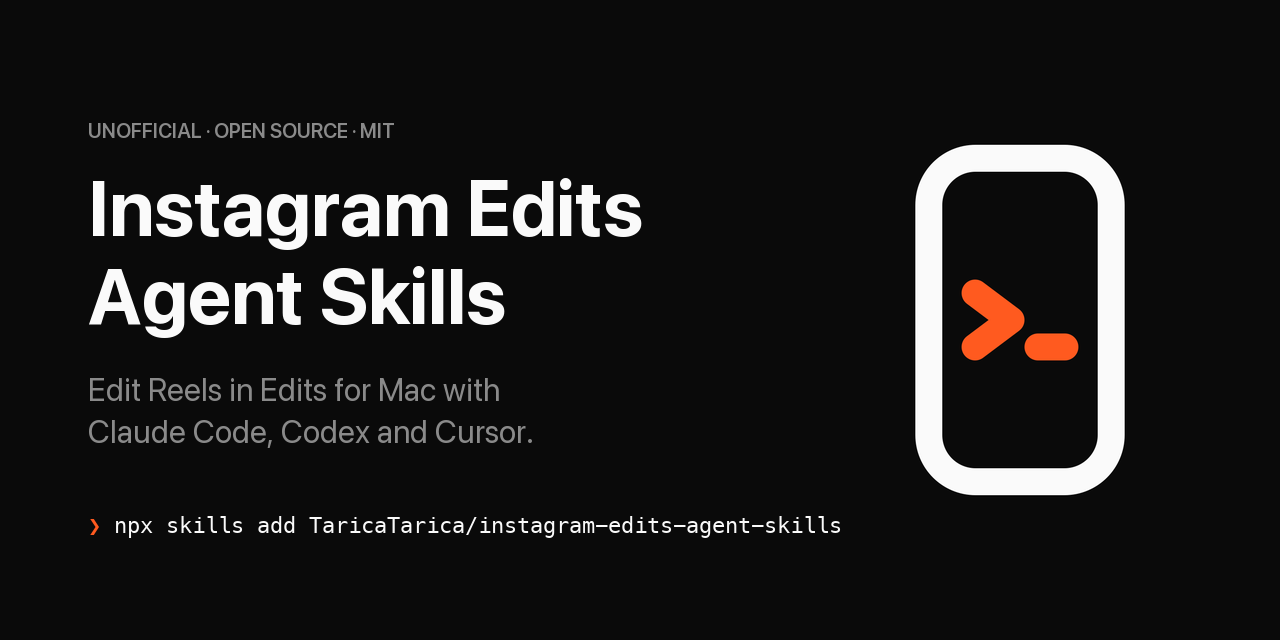 UNOFFICIAL · OPEN SOURCE · MIT
Instagram Edits
Agent Skills
Edit Reels in Edits for Mac with
Claude Code, Codex and Cursor.
❯ npx skills add TaricaTarica/instagram-edits-agent-skills